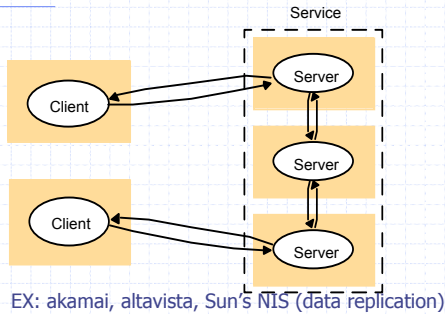 Service
Server
Client
Server
Client
Server
EX: akamai, altavista, Sun's NIS (data replication)